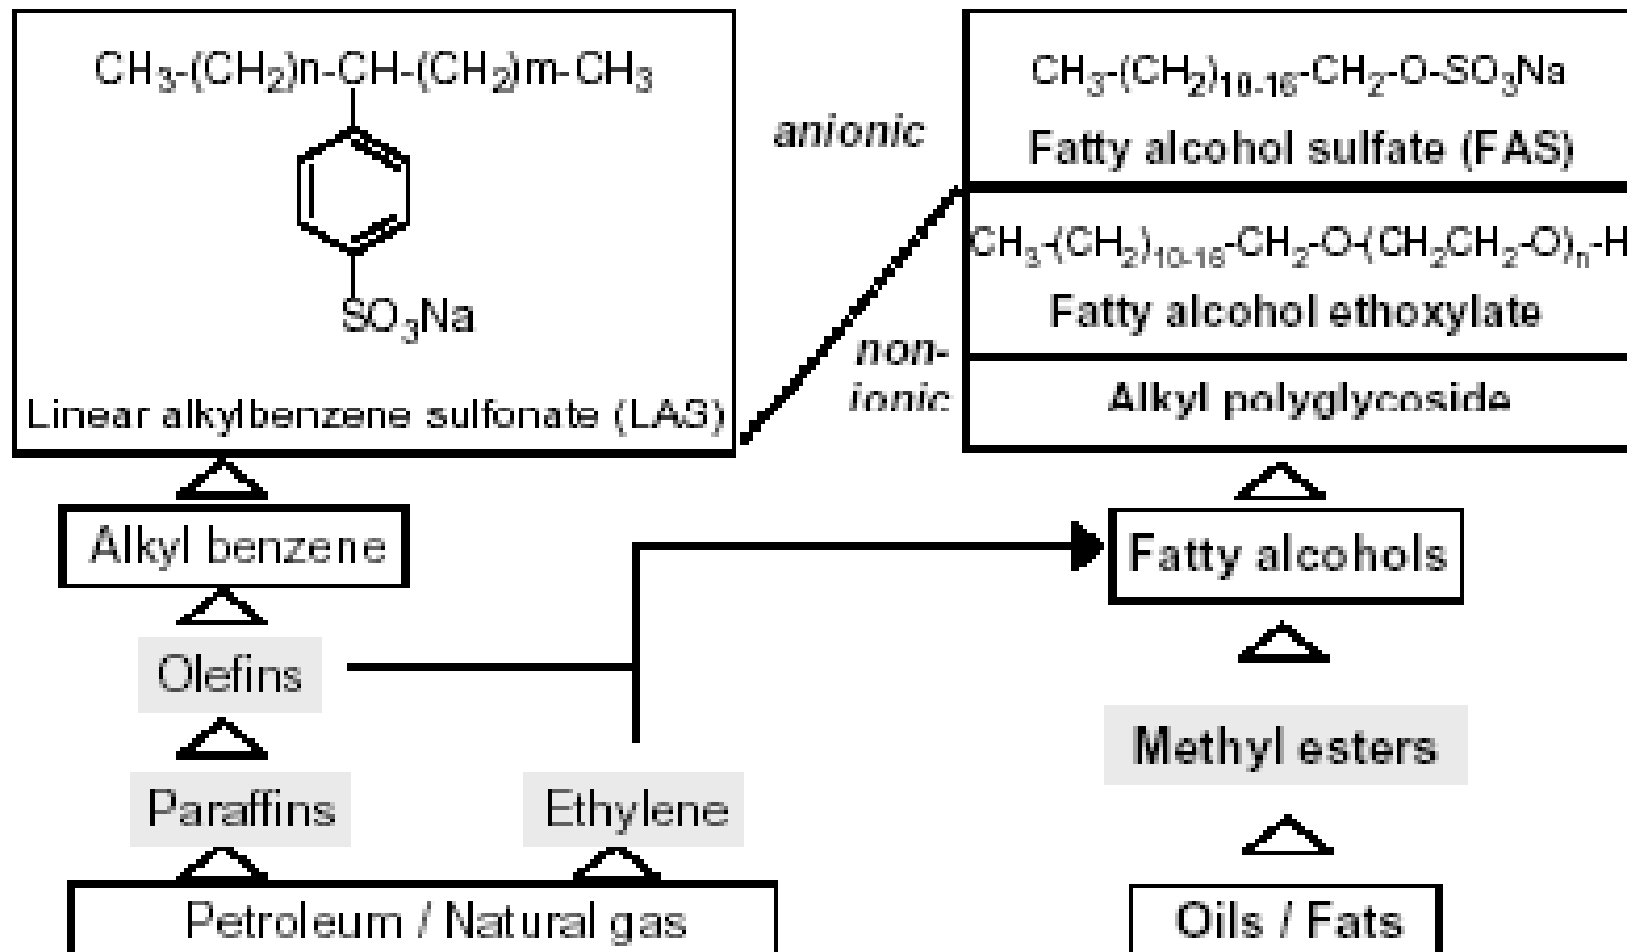 CH₃-(CH₂)n-CH-(CH₂)m-CH₃
SO₃Na
Linear alkylbenzene sulfonate (LAS)
anionic
non-
ionic
CH₃-(CH₂)₁₀₋₁₆-CH₂-O-SO₃Na
Fatty alcohol sulfate (FAS)
CH₃-(CH₂)₁₀₋₁₆-CH₂-O-(CH₂CH₂-O)ₙ-H
Fatty alcohol ethoxylate
Alkyl polyglycoside
Alkyl benzene
Fatty alcohols
Olefins
Methyl esters
Paraffins
Ethylene
Petroleum / Natural gas
Oils / Fats